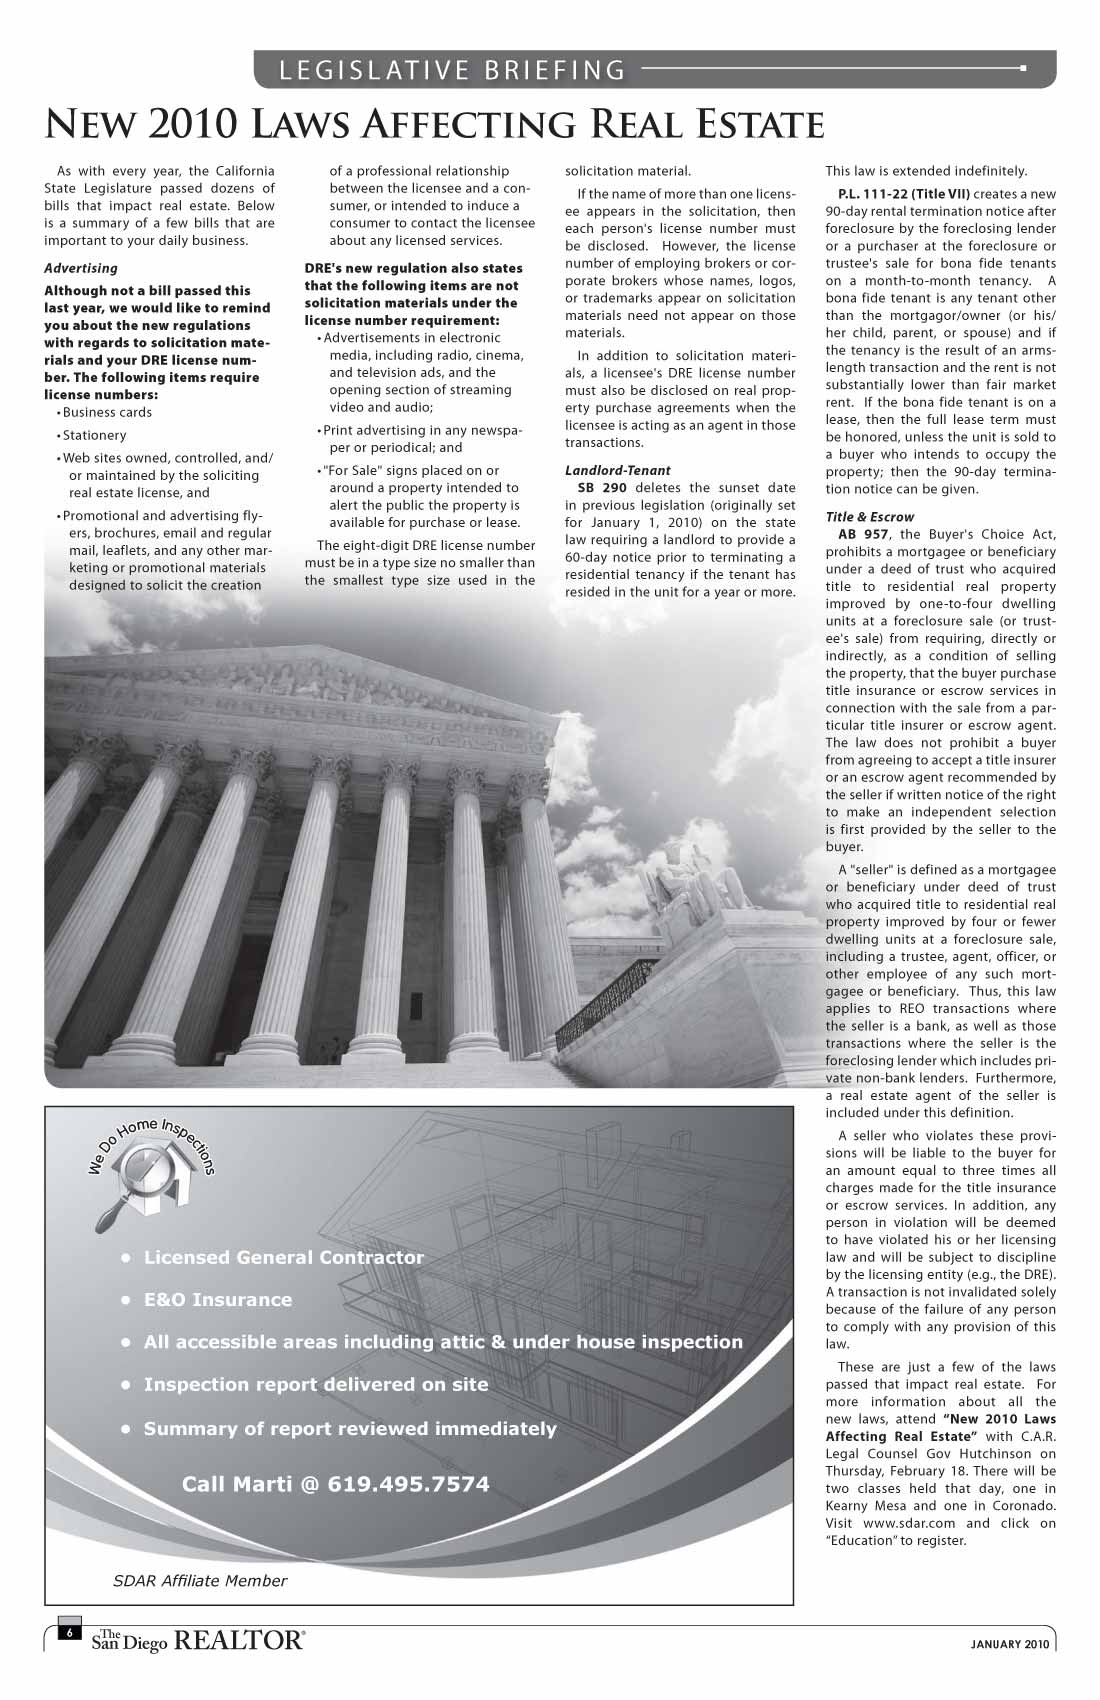 LEGISLATIVE BRIEFING
NEW 2010 LAWS AFFECTING REAL ESTATE
As with every year, the California
State Legislature passed dozens of
bills that impact real estate. Below
is a summary of a few bills that are
important to your daily business.
Advertising
Although not a bill passed this
last year, we would like to remind
you about the new regulations
with regards to solicitation mate-
rials and your DRE license num-
ber. The following items require
license numbers:
• Business cards
• Stationery
• Web sites owned, controlled, and/
or maintained by the soliciting
real estate license, and
• Promotional and advertising fly-
ers, brochures, email and regular
mail, leaflets, and any other mar-
keting or promotional materials
designed to solicit the creation
of a professional relationship
between the licensee and a con-
sumer, or intended to induce a
consumer to contact the licensee
about any licensed services.
DRE's new regulation also states
that the following items are not
solicitation materials under the
license number requirement:
• Advertisements in electronic
media, including radio, cinema,
and television ads, and the
opening section of streaming
video and audio;
• Print advertising in any newspa-
per or periodical; and
• "For Sale" signs placed on or
around a property intended to
alert the public the property is
available for purchase or lease.
The eight-digit DRE license number
must be in a type size no smaller than
the smallest type size used in the
solicitation material.
If the name of more than one licens-
ee appears in the solicitation, then
each person's license number must
be disclosed. However, the license
number of employing brokers or cor-
porate brokers whose names, logos,
or trademarks appear on solicitation
materials need not appear on those
materials.
In addition to solicitation materi-
als, a licensee's DRE license number
must also be disclosed on real prop-
erty purchase agreements when the
licensee is acting as an agent in those
transactions.
Landlord-Tenant
SB 290 deletes the sunset date
in previous legislation (originally set
for January 1, 2010) on the state
law requiring a landlord to provide a
60-day notice prior to terminating a
residential tenancy if the tenant has
resided in the unit for a year or more.
This law is extended indefinitely.
P.L. 111-22 (Title VII) creates a new
90-day rental termination notice after
foreclosure by the foreclosing lender
or a purchaser at the foreclosure or
trustee's sale for bona fide tenants
on a month-to-month tenancy. A
bona fide tenant is any tenant other
than the mortgagor/owner (or his/
her child, parent, or spouse) and if
the tenancy is the result of an arms-
length transaction and the rent is not
substantially lower than fair market
rent. If the bona fide tenant is on a
lease, then the full lease term must
be honored, unless the unit is sold to
a buyer who intends to occupy the
property; then the 90-day termina-
tion notice can be given.
Title & Escrow
AB 957, the Buyer's Choice Act,
prohibits a mortgagee or beneficiary
under a deed of trust who acquired
title to residential real property
improved by one-to-four dwelling
units at a foreclosure sale (or trust-
ee's sale) from requiring, directly or
indirectly, as a condition of selling
the property, that the buyer purchase
title insurance or escrow services in
connection with the sale from a par-
ticular title insurer or escrow agent.
The law does not prohibit a buyer
from agreeing to accept a title insurer
or an escrow agent recommended by
the seller if written notice of the right
to make an independent selection
is first provided by the seller to the
buyer.
A "seller" is defined as a mortgagee
or beneficiary under deed of trust
who acquired title to residential real
property improved by four or fewer
dwelling units at a foreclosure sale,
including a trustee, agent, officer, or
other employee of any such mort-
gagee or beneficiary. Thus, this law
applies to REO transactions where
the seller is a bank, as well as those
transactions where the seller is the
foreclosing lender which includes pri-
vate non-bank lenders. Furthermore,
a real estate agent of the seller is
included under this definition.
A seller who violates these provi-
sions will be liable to the buyer for
an amount equal to three times all
charges made for the title insurance
or escrow services. In addition, any
person in violation will be deemed
to have violated his or her licensing
law and will be subject to discipline
by the licensing entity (e.g., the DRE).
A transaction is not invalidated solely
because of the failure of any person
to comply with any provision of this
law.
These are just a few of the laws
passed that impact real estate. For
more information about all the
new laws, attend “New 2010 Laws
Affecting Real Estate” with C.A.R.
Legal Counsel Gov Hutchinson on
Thursday, February 18. There will be
two classes held that day, one in
Kearny Mesa and one in Coronado.
Visit www.sdar.com and click on
“Education” to register.
We Do Home Inspections
• Licensed General Contractor
• E&O Insurance
• All accessible areas including attic & under house inspection
• Inspection report delivered on site
• Summary of report reviewed immediately
Call Marti @ 619.495.7574
SDAR Affiliate Member
6
The San Diego REALTOR®
JANUARY 2010